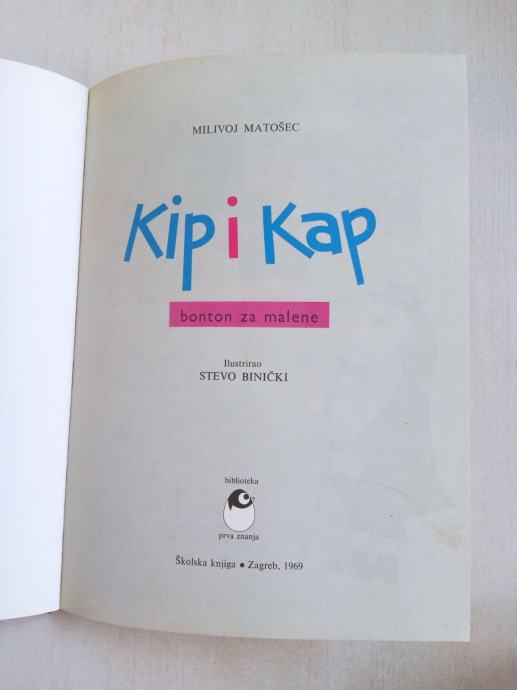 MILIVOJ MATOŠEC
Kip i Kap
bonton za malene
Ilustrirao
STEVO BINIČKI
biblioteka
prva znanja
Školska knjiga • Zagreb, 1969